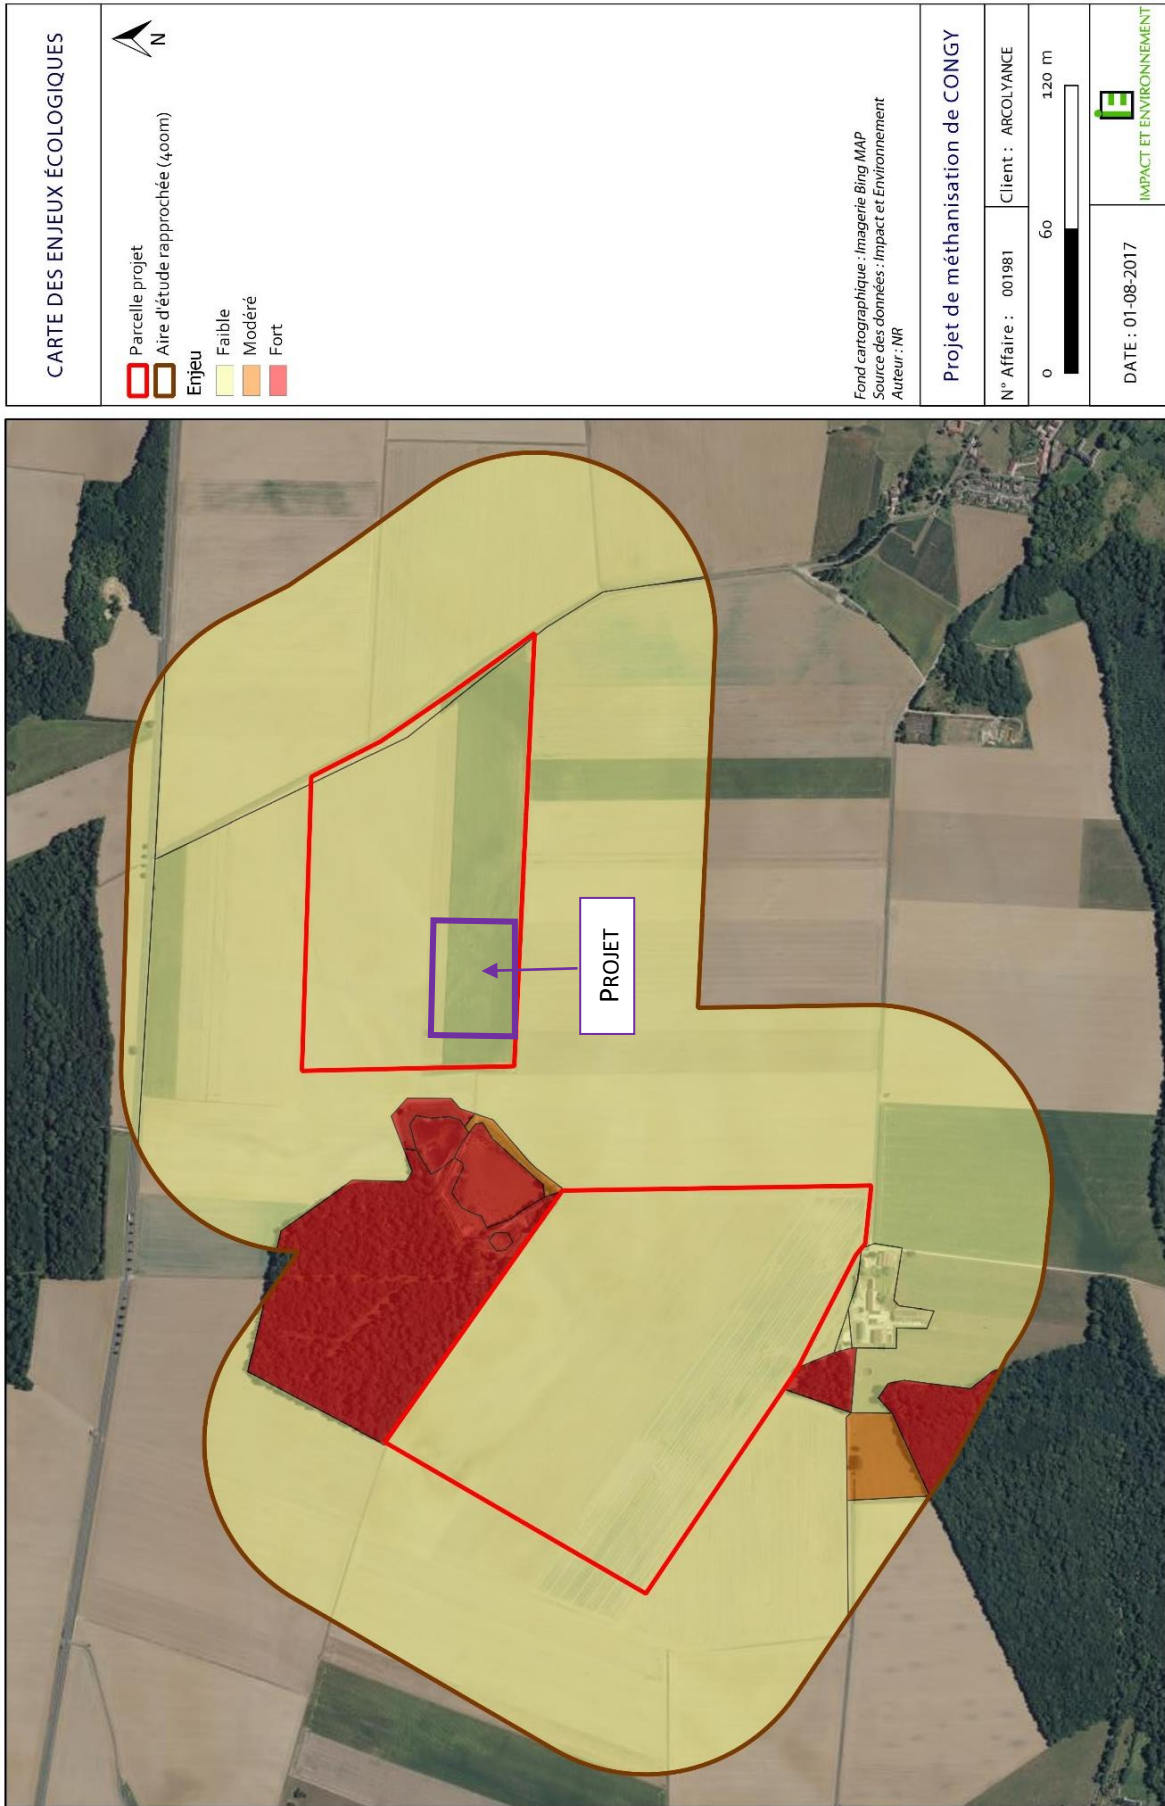 CARTE DES ENJEUX ÉCOLOGIQUES
N
Parcelle projet
Aire d'étude rapprochée (400m)
Enjeu
Faible
Modéré
Fort
Fond cartographique : Imagerie Bing MAP
Source des données : Impact et Environnement
Auteur : NR
Projet de méthanisation de CONGY
N° Affaire : 001981
Client : ARCOLYANCE
0 60 120 m
DATE : 01-08-2017
IE
IMPACT ET ENVIRONNEMENT
PROJET